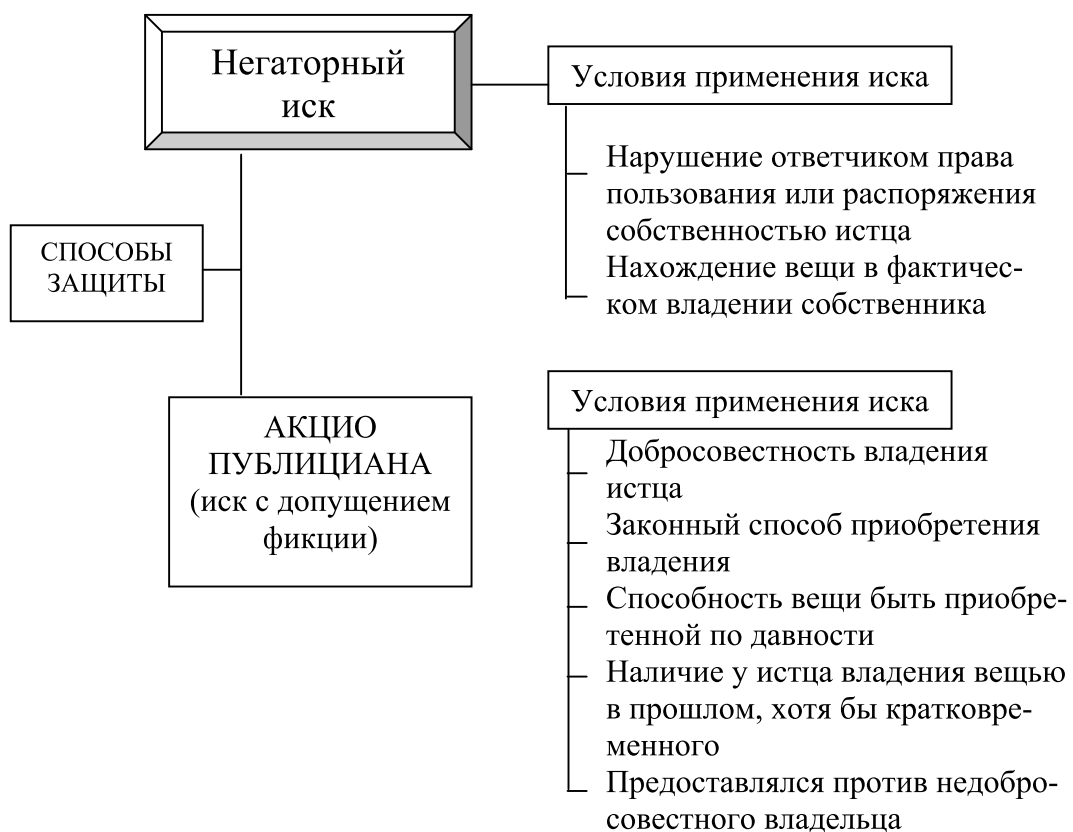 Негаторный
иск
Условия применения иска
Нарушение ответчиком права
пользования или распоряжения
собственностью истца
Нахождение вещи в фактичес-
ком владении собственника
СПОСОБЫ
ЗАЩИТЫ
АКЦИО
ПУБЛИЦИАНА
(иск с допущением
фикции)
Условия применения иска
Добросовестность владения
истца
Законный способ приобретения
владения
Способность вещи быть приобре-
тенной по давности
Наличие у истца владения вещью
в прошлом, хотя бы кратковре-
менного
Предоставлялся против недобро-
совестного владельца